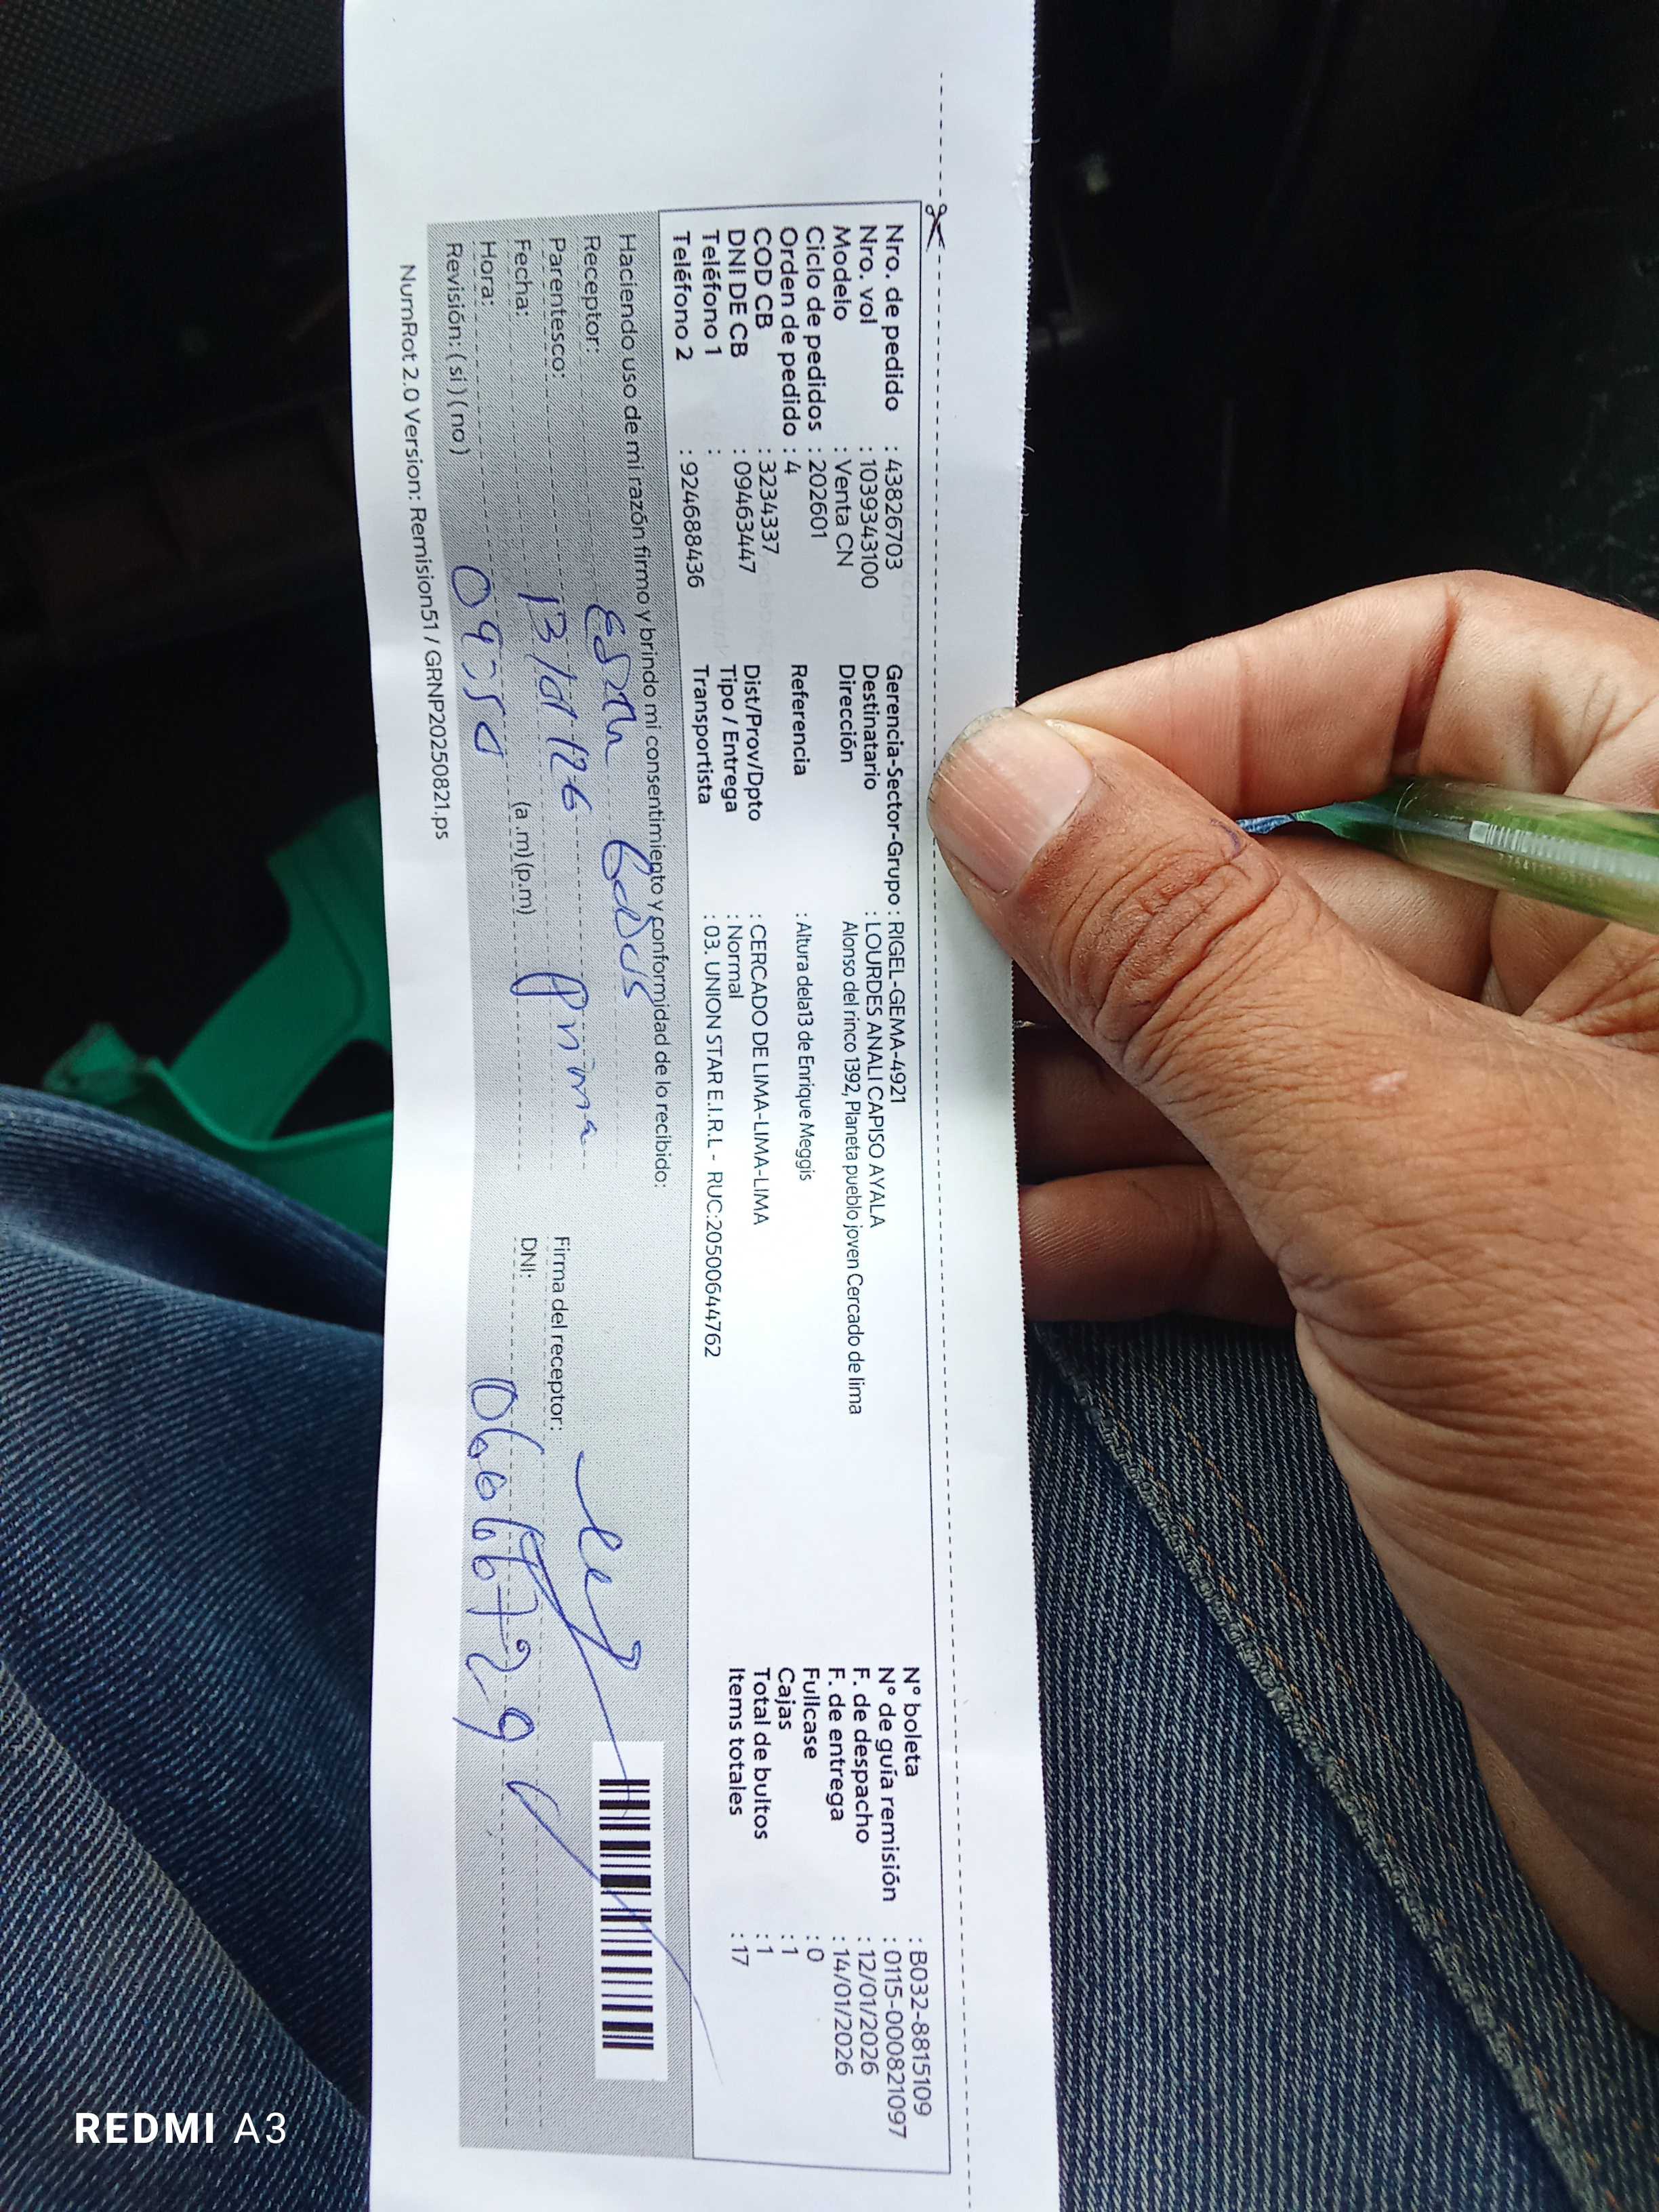 Nro. de pedido : 43826703
Nro. vol : 1039343100
Modelo : Venta CN
Ciclo de pedidos : 202601
Orden de pedido : 4
COD CB : 3234337
DNI DE CB : 09463447
Teléfono 1 :
Teléfono 2 : 924688436
Gerencia-Sector-Grupo : RIGEL-GEMA-4921
Destinatario : LOURDES ANALI CAPISO AYALA
Dirección Alonso del rinco 1392, Planeta pueblo joven Cercado de lima
Referencia : Altura dela13 de Enrique Meggis
Dist/Prov/Dpto : CERCADO DE LIMA-LIMA-LIMA
Tipo / Entrega : Normal
Transportista : 03. UNION STAR E.I.R.L - RUC:20500644762
N° boleta : B032-8815109
N° de guía remisión : 0115-000821097
F. de despacho : 12/01/2026
F. de entrega : 14/01/2026
Fullcase : 0
Cajas : 1
Total de bultos : 1
Items totales : 17
Haciendo uso de mi razón firmo y brindo mi consentimiento y conformidad de lo recibido:
Receptor:
Parentesco: Prima
Fecha: 13/01/26
Hora: (a .m) (p.m)
Revisión: ( si ) ( no )
Firma del receptor:
DNI:
NumRot 2.0 Version: Remision51 / GRNP20250821.ps
REDMI A3